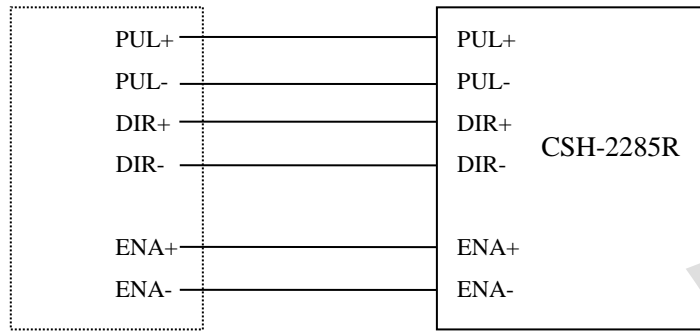 PUL+ PUL+
PUL- PUL-
DIR+ DIR+
CSH-2285R
DIR- DIR-
ENA+ ENA+
ENA- ENA-